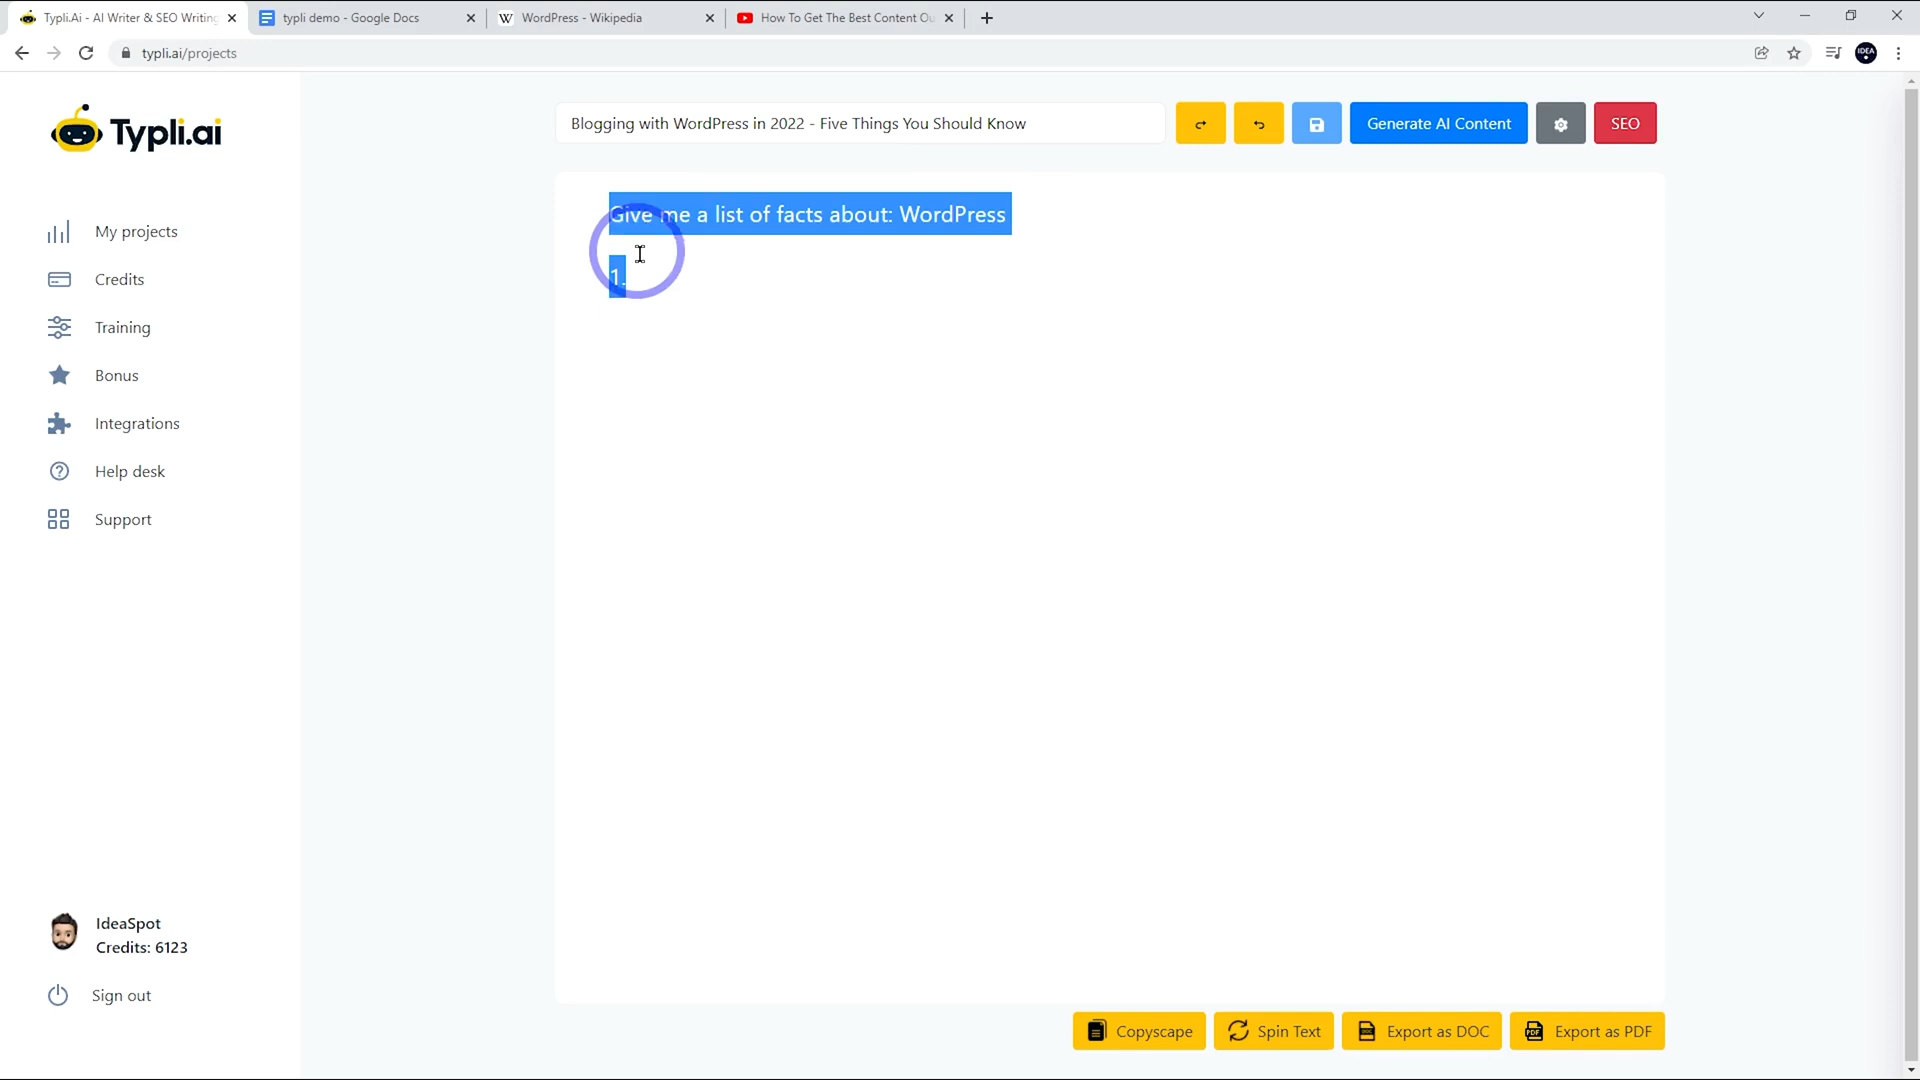 Typli.Ai - AI Writer & SEO Writing
typli demo - Google Docs
W WordPress - Wikipedia
How To Get The Best Content Ou
typli.ai/projects
IDEA
Typli.ai
Blogging with WordPress in 2022 - Five Things You Should Know
Generate AI Content
SEO
Give me a list of facts about: WordPress
1.
My projects
Credits
Training
Bonus
Integrations
Help desk
Support
IdeaSpot
Credits: 6123
Sign out
Copyscape
Spin Text
DOC Export as DOC
PDF Export as PDF